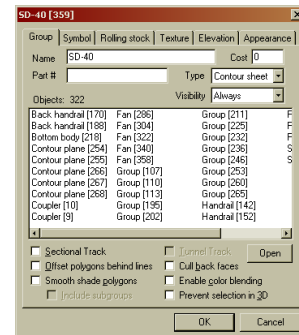 SD-40 [359]
Group Symbol Rolling stock Texture Elevation Appearance
Name SD-40 Cost 0
Part # Type Contour sheet
Objects: 322 Visibility Always
Back handrail [170] Fan [286] Group [211] F
Back handrail [188] Fan [304] Group [225] F
Bottom body [218] Fan [322] Group [232] F
Contour plane [254] Fan [340] Group [236] S
Contour plane [255] Fan [358] Group [246] S
Contour plane [266] Group [107] Group [253]
Contour plane [267] Group [110] Group [260]
Contour plane [268] Group [113] Group [265]
Coupler [10] Group [195] Handrail [142]
Coupler [9] Group [202] Handrail [152]
Sectional Track Tunnel Track Open
Offset polygons behind lines Cull back faces
Smooth shade polygons Enable color blending
Include subgroups Prevent selection in 3D
OK Cancel